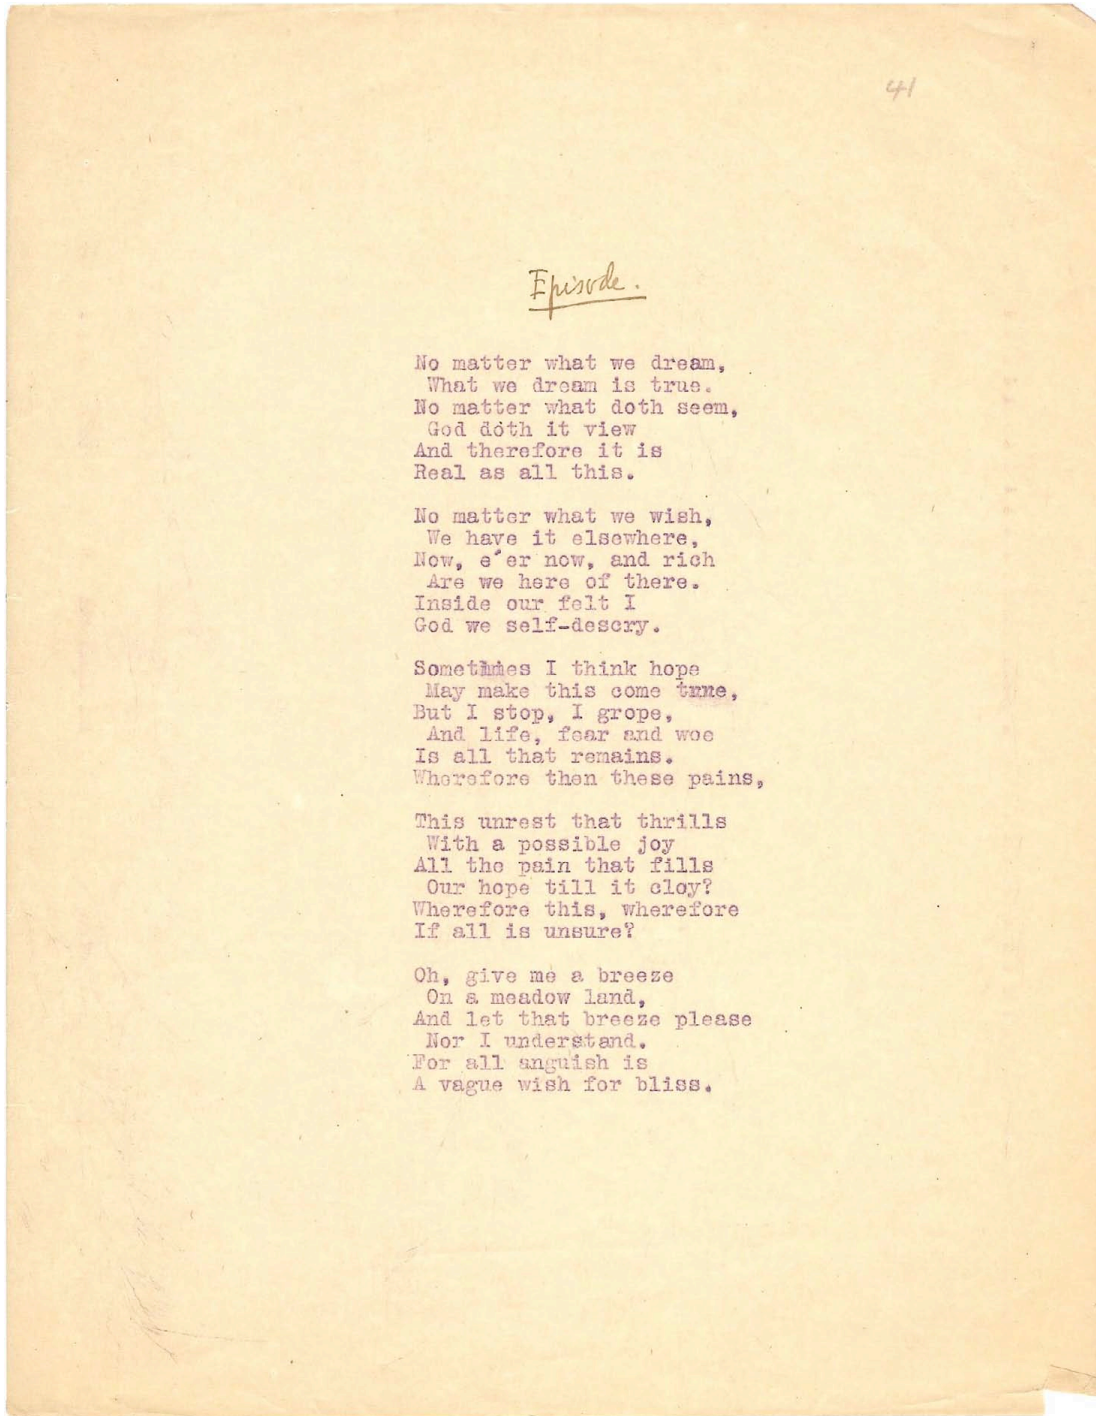 41
Episode.
No matter what we dream,
What we dream is true.
No matter what doth seem,
God doth it view
And therefore it is
Real as all this.
No matter what we wish,
We have it elsewhere,
Now, e'er now, and rich
Are we here of there.
Inside our felt I
God we self-descry.
Sometimes I think hope
May make this come true,
But I stop, I grope,
And life, fear and woe
Is all that remains.
Wherefore then these pains,
This unrest that thrills
With a possible joy
All the pain that fills
Our hope till it cloy?
Wherefore this, wherefore
If all is unsure?
Oh, give me a breeze
On a meadow land,
And let that breeze please
Nor I understand.
For all anguish is
A vague wish for bliss.